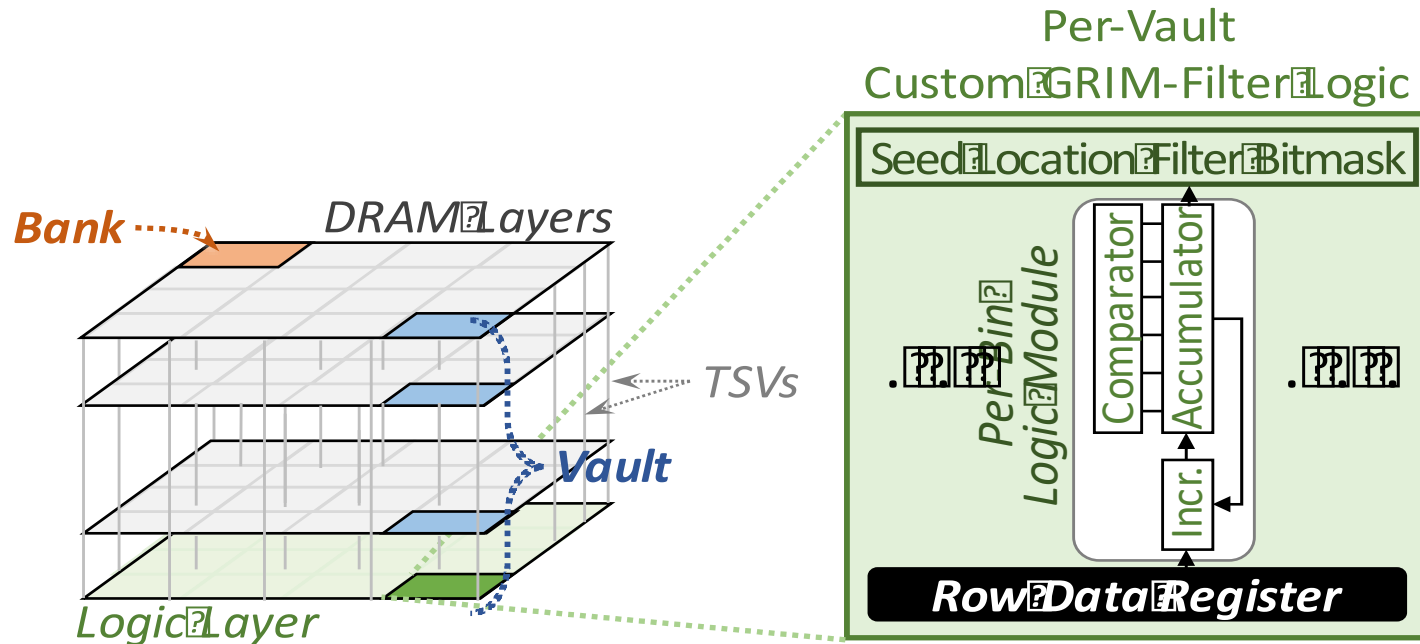 Per-Vault
Custom GRIM-Filter Logic
Seed Location Filter Bitmask
DRAM Layers
Bank
Comparator
Accumulator
Per-Bin
Logic Module
TSVs
Vault
Incr.
Row Data Register
Logic Layer